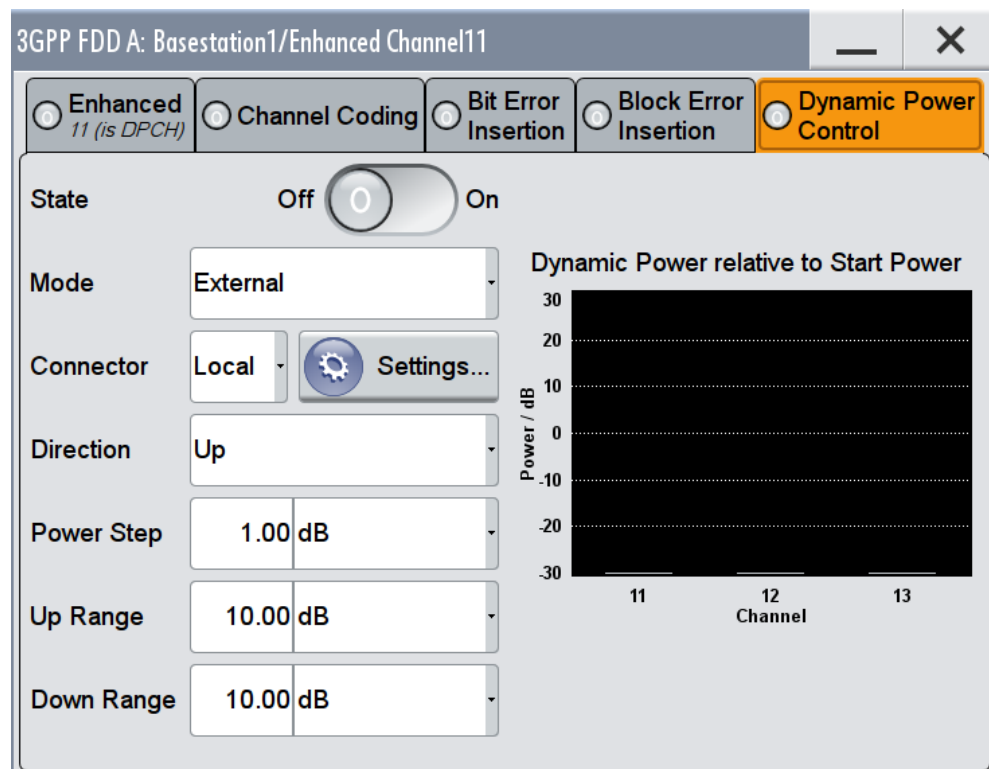 3GPP FDD A: Basestation1/Enhanced Channel11
Enhanced
11 (is DPCH)
Channel Coding
Bit Error
Insertion
Block Error
Insertion
Dynamic Power
Control
State
Off
0
On
Mode
External
Connector
Local
Settings...
Direction
Up
Power Step
1.00 dB
Up Range
10.00 dB
Down Range
10.00 dB
Dynamic Power relative to Start Power
Power / dB
30
20
10
0
-10
-20
-30
11
12
13
Channel